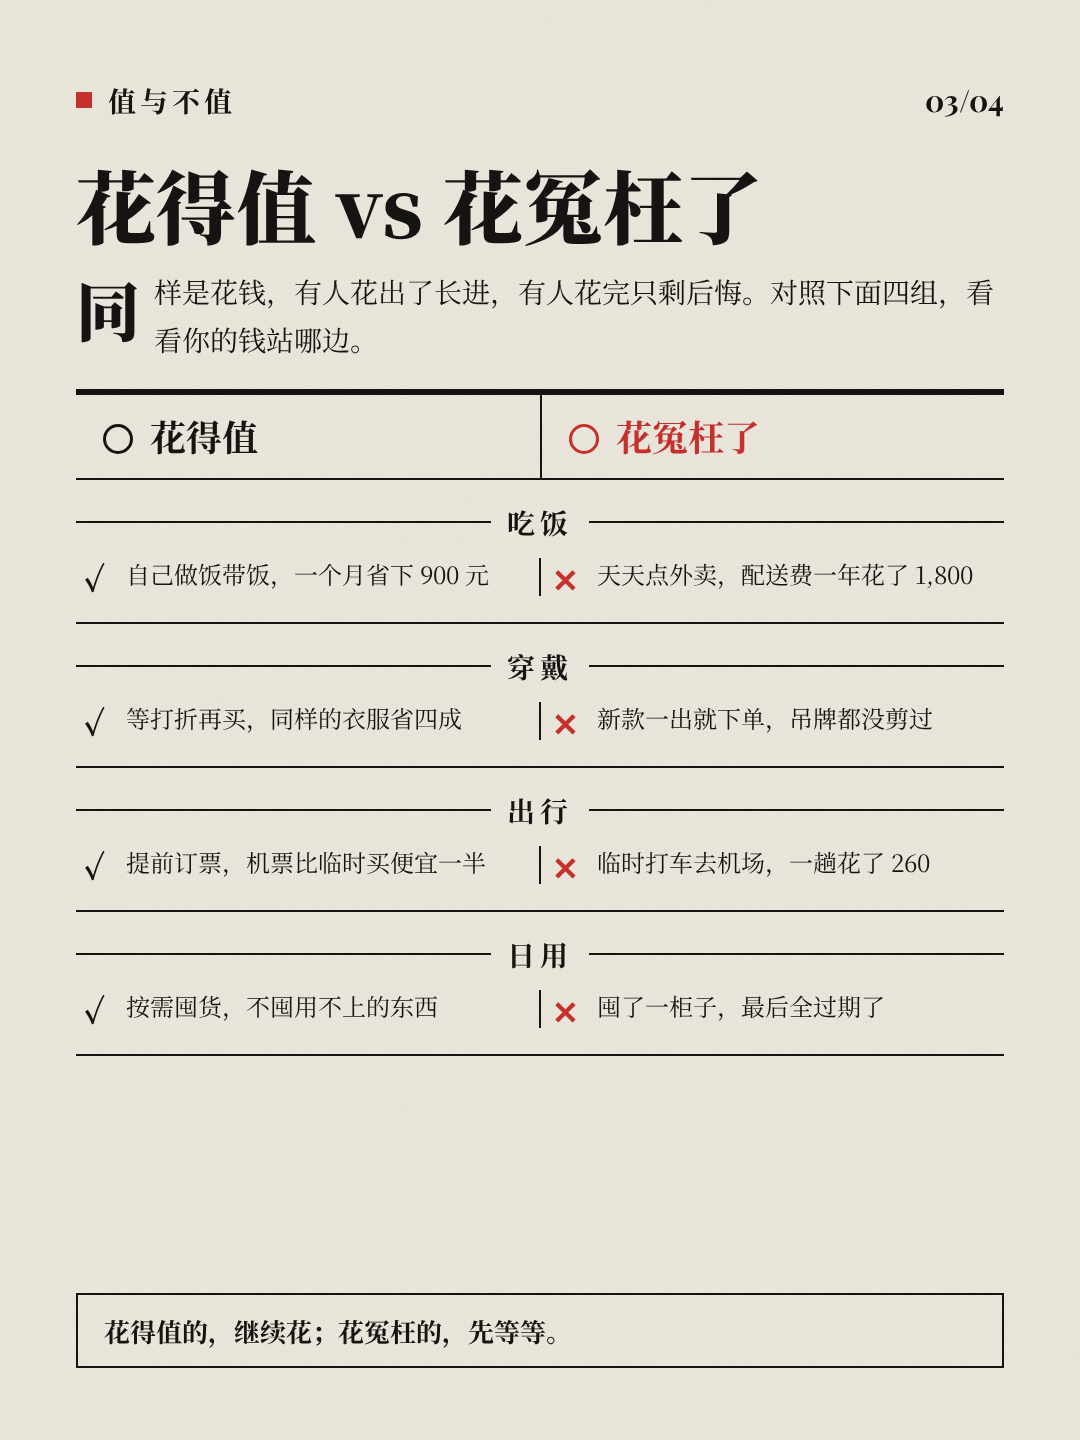 值与不值
03/04
花得值 vs 花冤枉了
同样是花钱，有人花出了长进，有人花完只剩后悔。对照下面四组，看
看你的钱站哪边。
花得值
花冤枉了
吃饭
√ 自己做饭带饭，一个月省下 900 元
× 天天点外卖，配送费一年花了 1,800
穿戴
√ 等打折再买，同样的衣服省四成
× 新款一出就下单，吊牌都没剪过
出行
√ 提前订票，机票比临时买便宜一半
× 临时打车去机场，一趟花了 260
日用
√ 按需囤货，不囤用不上的东西
× 囤了一柜子，最后全过期了
花得值的，继续花；花冤枉的，先等等。